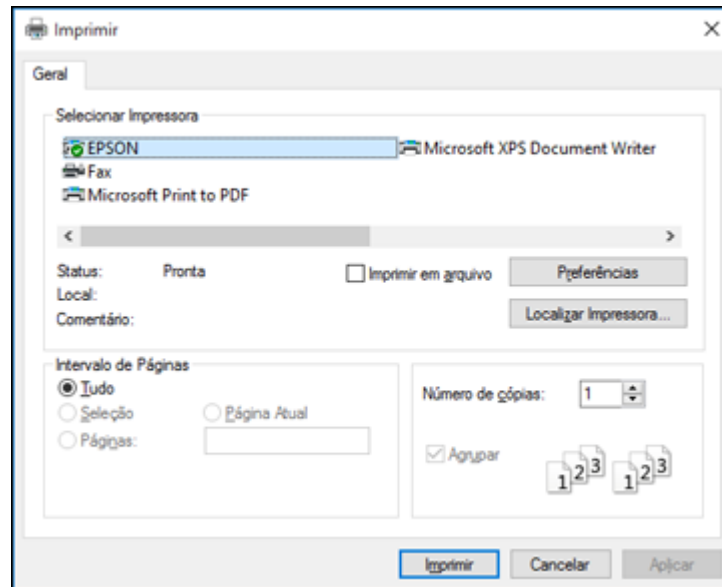 Imprimir
Geral
Selecionar Impressora
EPSON
Microsoft XPS Document Writer
Fax
Microsoft Print to PDF
Status: Pronta
Imprimir em arquivo
Preferências
Local:
Localizar Impressora...
Comentário:
Intervalo de Páginas
Tudo
Seleção
Página Atual
Páginas:
Número de cópias: 1
Agrupar
1 2 3 1 2 3
Imprimir
Cancelar
Aplicar